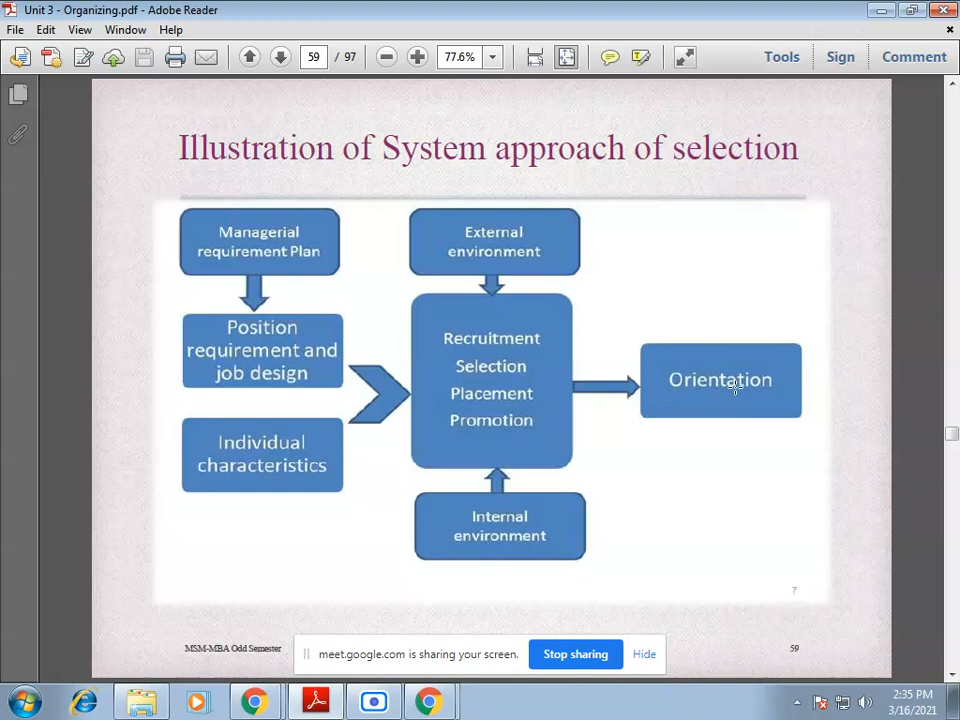 Unit 3 - Organizing.pdf - Adobe Reader
File Edit View Window Help
59 / 97 77.6% Tools Sign Comment
Illustration of System approach of selection
Managerial
requirement Plan
External
environment
Position
requirement and
job design
Recruitment
Selection
Placement
Promotion
Orientation
Individual
characteristics
Internal
environment
7
MSM-MBA Odd Semester
meet.google.com is sharing your screen. Stop sharing Hide
59
2:35 PM
3/16/2021